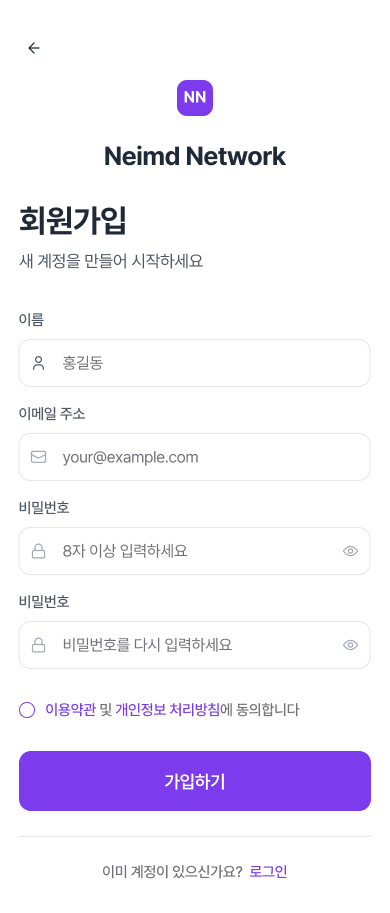 NN
Neimd Network
회원가입
새 계정을 만들어 시작하세요
이름
홍길동
이메일 주소
your@example.com
비밀번호
8자 이상 입력하세요
비밀번호
비밀번호를 다시 입력하세요
이용약관 및 개인정보 처리방침에 동의합니다
가입하기
이미 계정이 있으신가요? 로그인